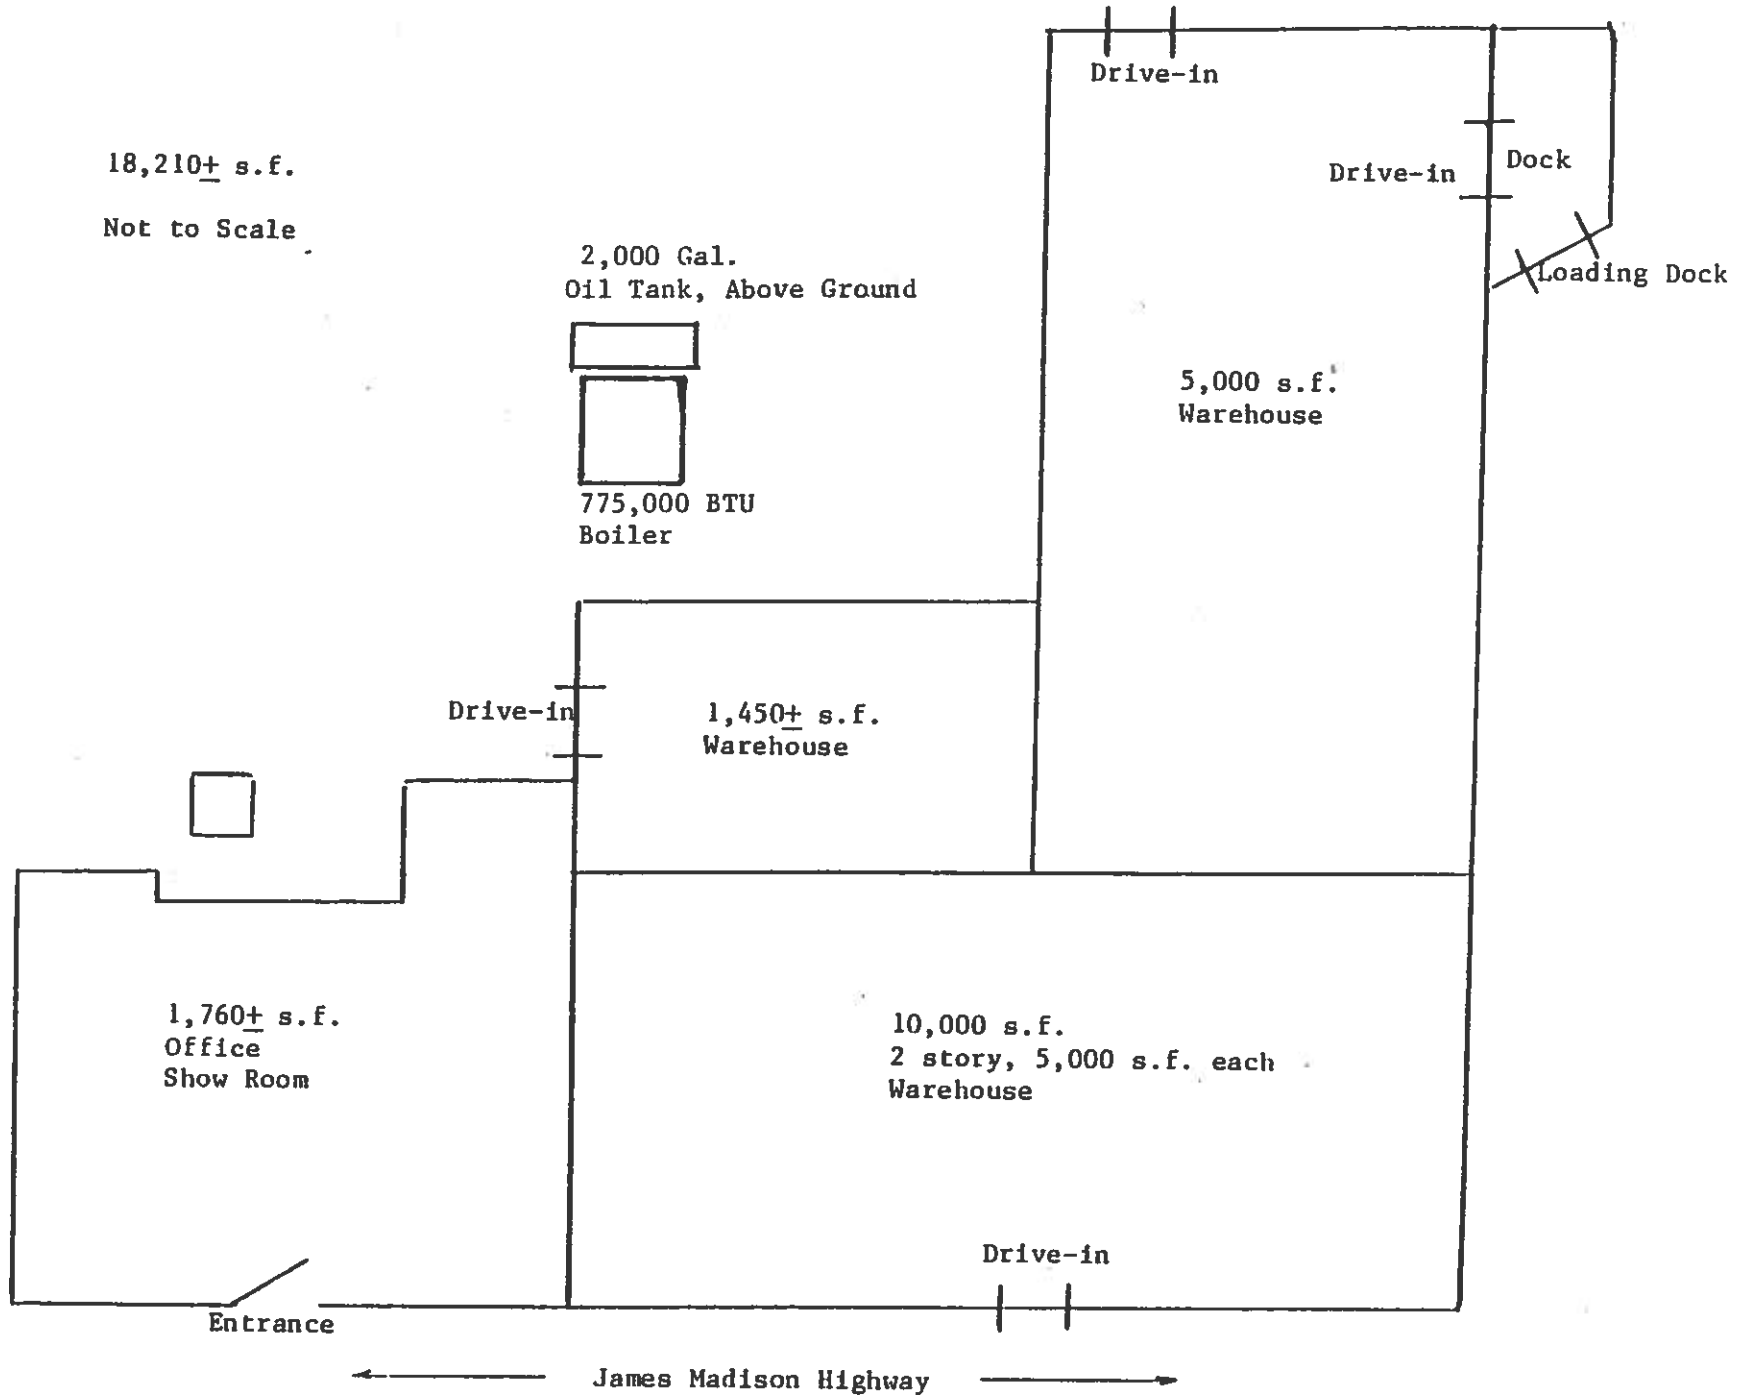 Drive-in
18,210± s.f.
Not to Scale
Drive-in
Dock
2,000 Gal.
Oil Tank, Above Ground
Loading Dock
5,000 s.f.
Warehouse
775,000 BTU
Boiler
Drive-in
1,450± s.f.
Warehouse
1,760± s.f.
Office
Show Room
10,000 s.f.
2 story, 5,000 s.f. each
Warehouse
Drive-in
Entrance
James Madison Highway